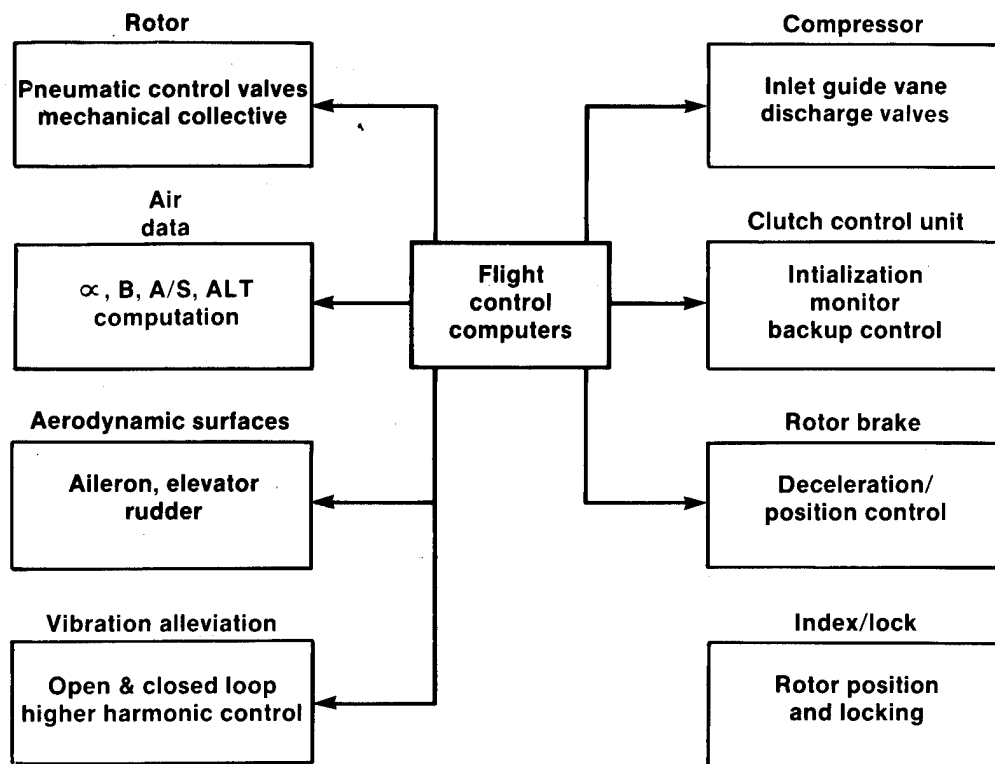 Rotor
Pneumatic control valves
mechanical collective
Air
data
∝, B, A/S, ALT
computation
Aerodynamic surfaces
Aileron, elevator
rudder
Vibration alleviation
Open & closed loop
higher harmonic control
Flight
control
computers
Compressor
Inlet guide vane
discharge valves
Clutch control unit
Intialization
monitor
backup control
Rotor brake
Deceleration/
position control
Index/lock
Rotor position
and locking